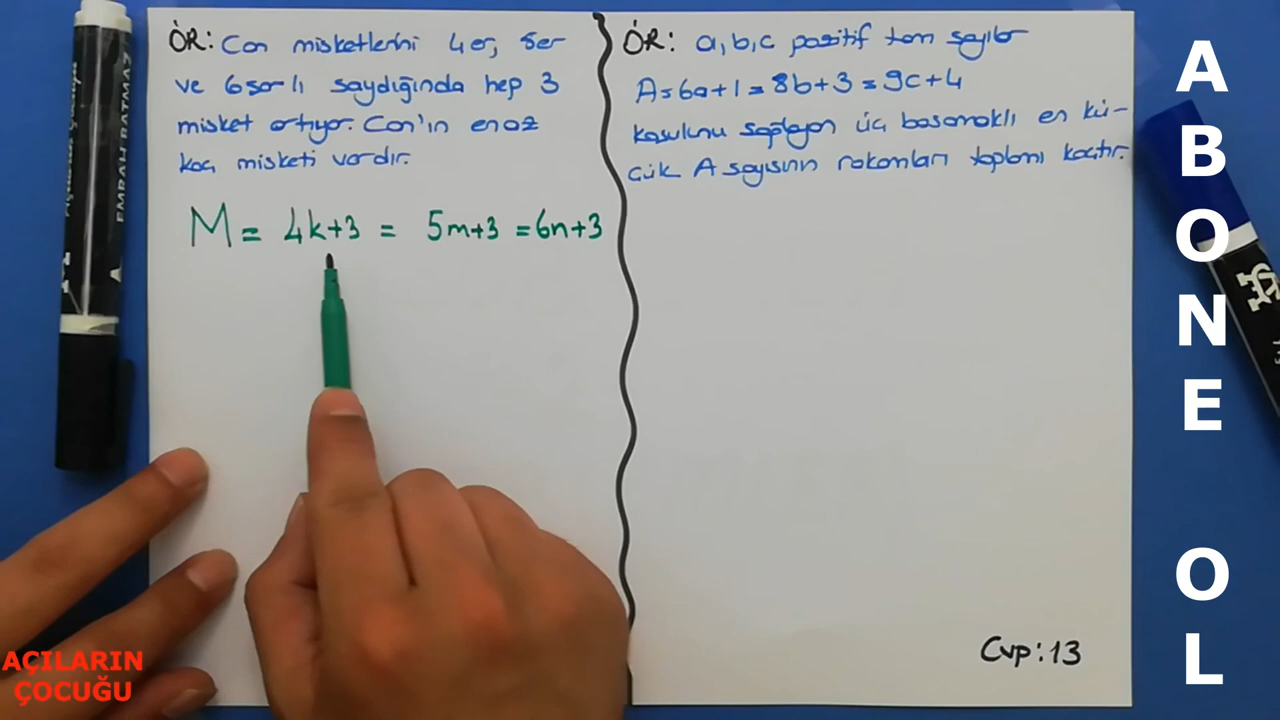 ÖR: Can misketlerini 4er, 5er
ve 6şarlı saydığında hep 3
misket artıyor. Can'ın en az
kaç misketi vardır.
M = 4k+3 = 5m+3 = 6n+3
ÖR: a, b, c pozitif tam sayılar
A = 6a+1 = 8b+3 = 9c+4
koşulunu sağlayan üç basamaklı en kü-
çük A sayısının rakamları toplamı kaçtır.
Cvp: 13
ABONE OL
AÇILARIN
ÇOCUĞU